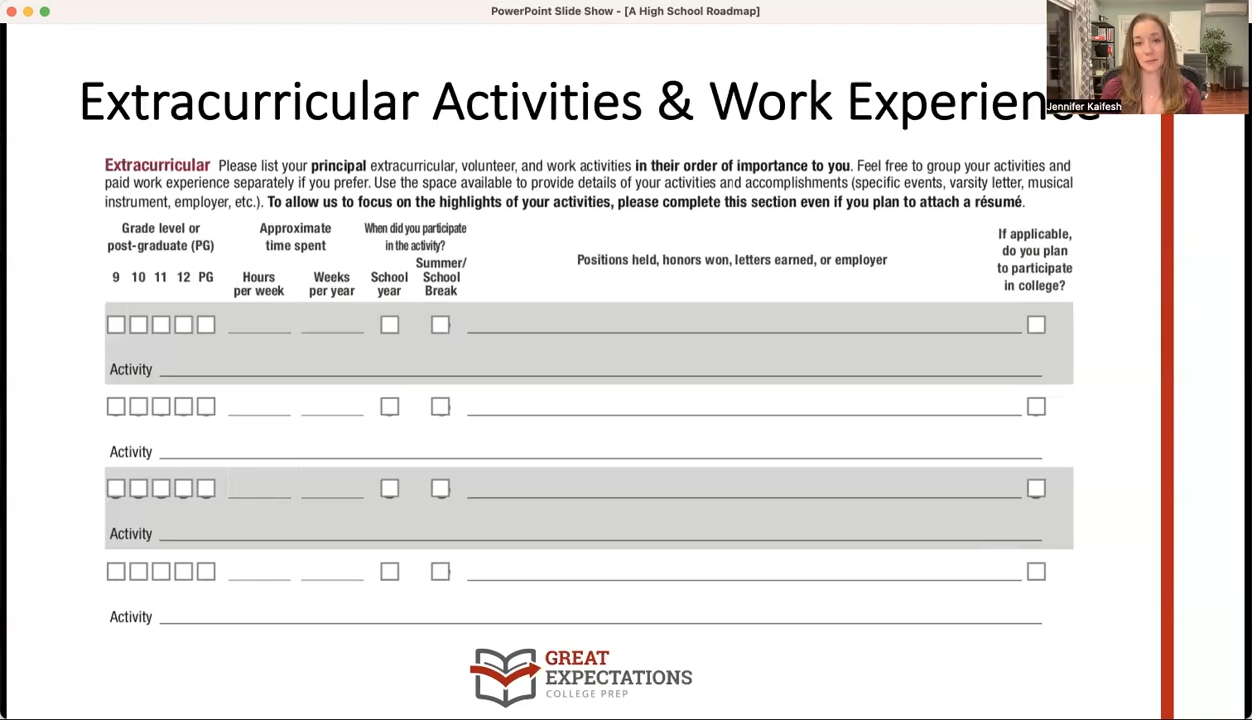 PowerPoint Slide Show - [A High School Roadmap]
Jennifer Kaifesh
Extracurricular Activities & Work Experience
Extracurricular Please list your principal extracurricular, volunteer, and work activities in their order of importance to you. Feel free to group your activities and
paid work experience separately if you prefer. Use the space available to provide details of your activities and accomplishments (specific events, varsity letter, musical
instrument, employer, etc.). To allow us to focus on the highlights of your activities, please complete this section even if you plan to attach a résumé.
Grade level or
post-graduate (PG)
9 10 11 12 PG
Approximate
time spent
Hours
per week
Weeks
per year
When did you participate
in the activity?
School
year
Summer/
School
Break
Positions held, honors won, letters earned, or employer
If applicable,
do you plan
to participate
in college?
Activity
Activity
Activity
Activity
GREAT
EXPECTATIONS
COLLEGE PREP